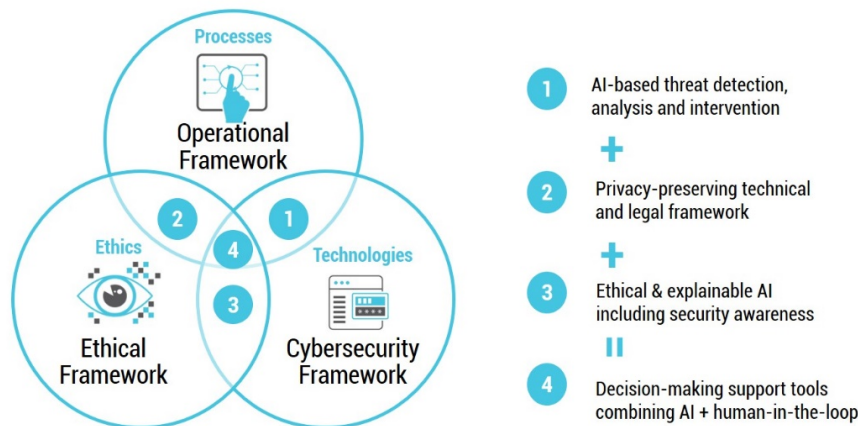 Processes
Operational
Framework
2
1
4
3
Ethics
Ethical
Framework
Technologies
Cybersecurity
Framework
1
AI-based threat detection,
analysis and intervention
+
2
Privacy-preserving technical
and legal framework
+
3
Ethical & explainable AI
including security awareness
=
4
Decision-making support tools
combining AI + human-in-the-loop